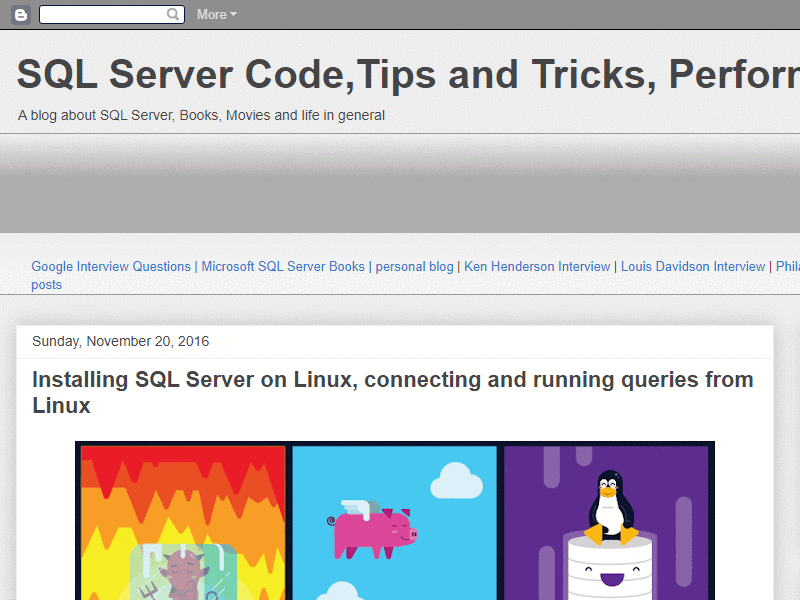 More
SQL Server Code,Tips and Tricks, Perform
A blog about SQL Server, Books, Movies and life in general
Google Interview Questions | Microsoft SQL Server Books | personal blog | Ken Henderson Interview | Louis Davidson Interview | Phila
posts
Sunday, November 20, 2016
Installing SQL Server on Linux, connecting and running queries from
Linux